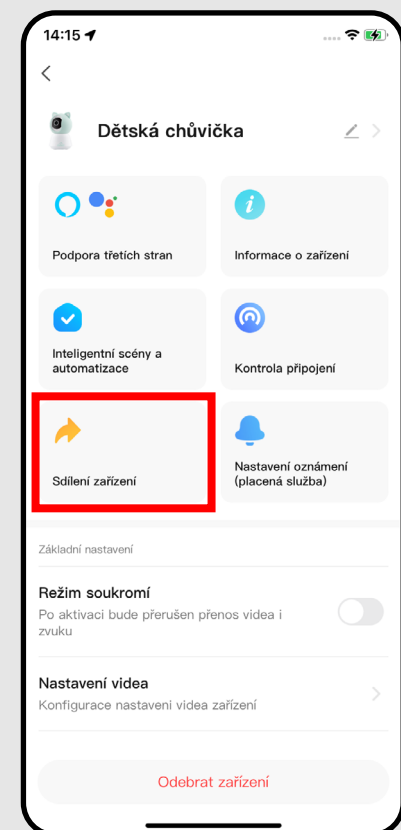 14:15
Dětská chůvička
Podpora třetích stran
Informace o zařízení
Inteligentní scény a
automatizace
Kontrola připojení
Sdílení zařízení
Nastavení oznámení
(placená služba)
Základní nastavení
Režim soukromí
Po aktivaci bude přerušen přenos videa i
zvuku
Nastavení videa
Konfigurace nastaveni videa zařízení
Odebrat zařízení